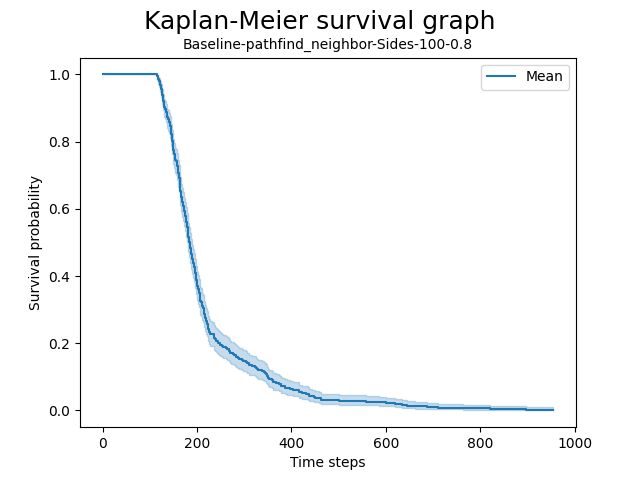 Kaplan-Meier survival graph
Baseline-pathfind_neighbor-Sides-100-0.8
Mean
1.0
0.8
0.6
0.4
0.2
0.0
Survival probability
0 200 400 600 800 1000
Time steps